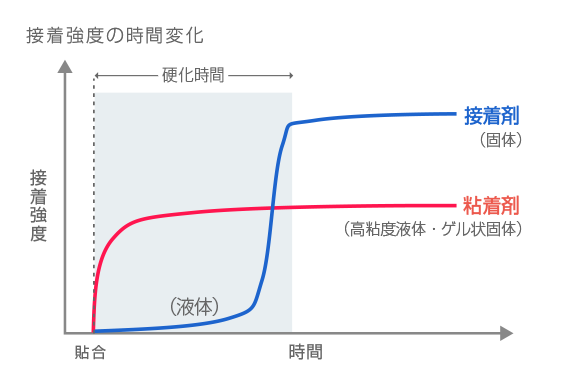 接着強度の時間変化
硬化時間
接着剤
（固体）
接着強度
粘着剤
（高粘度液体・ゲル状固体）
（液体）
貼合
時間